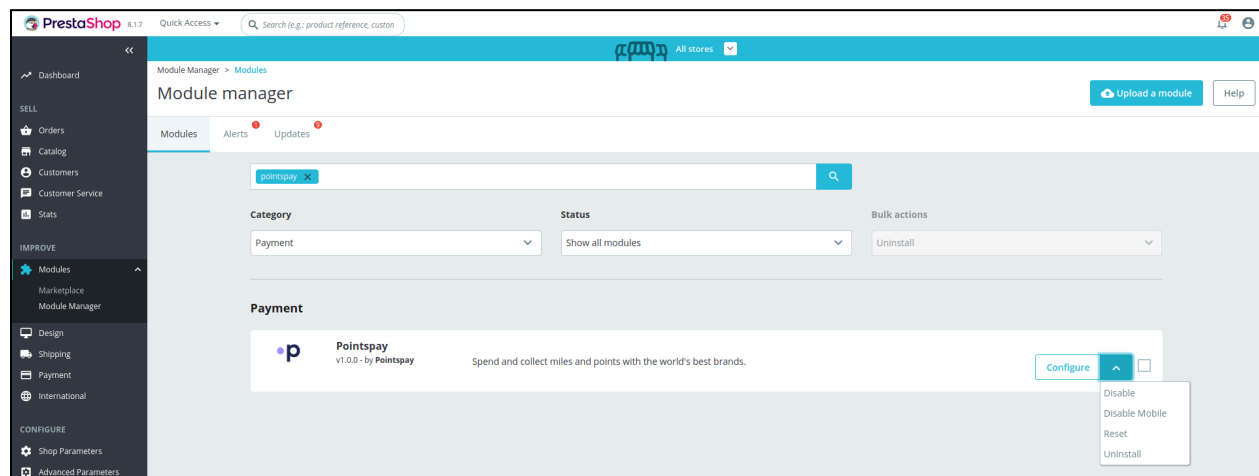 PrestaShop 8.1.7 Quick Access Search (e.g.: product reference, custon 35
All stores
Dashboard
Module Manager > Modules
Module manager
Upload a module Help
SELL
Orders
Catalog
Customers
Customer Service
Stats
IMPROVE
Modules
Marketplace
Module Manager
Design
Shipping
Payment
International
CONFIGURE
Shop Parameters
Advanced Parameters
Modules Alerts 1 Updates 9
pointspay
Category Status Bulk actions
Payment Show all modules Uninstall
Payment
p Pointspay
v1.0.0 - by Pointspay
Spend and collect miles and points with the world's best brands.
Configure
Disable
Disable Mobile
Reset
Uninstall